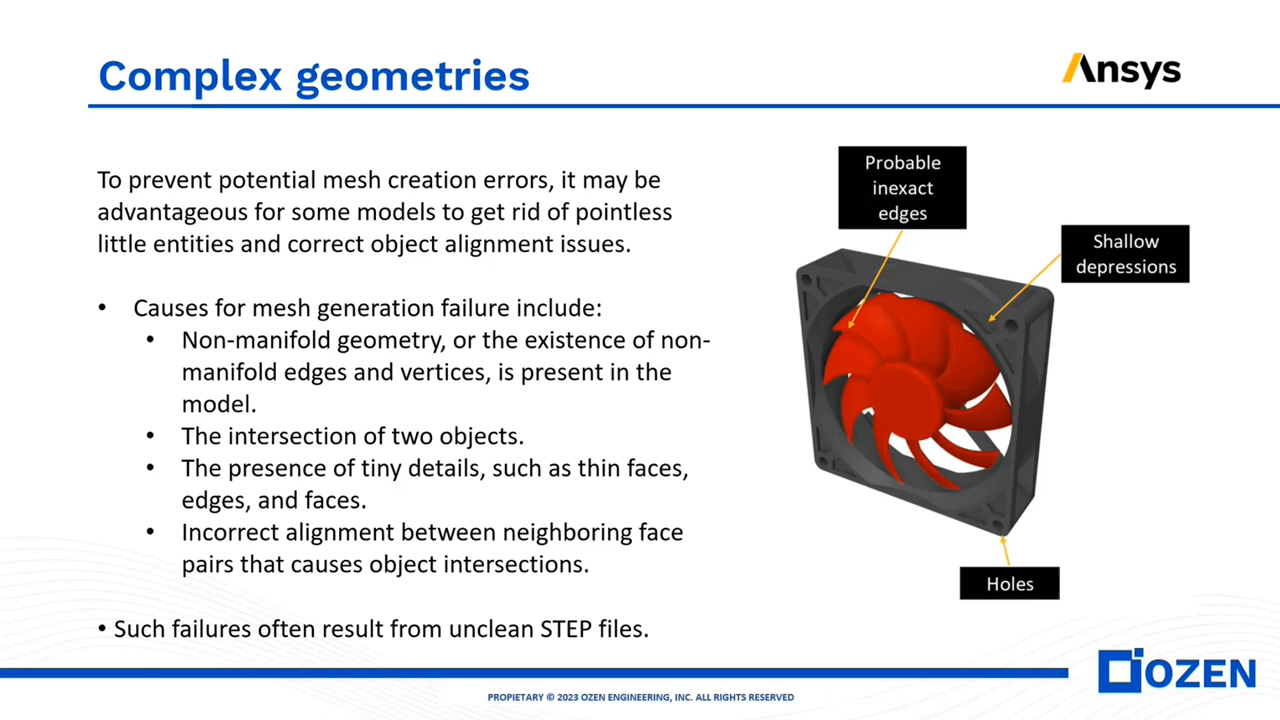 Complex geometries
Ansys
To prevent potential mesh creation errors, it may be
advantageous for some models to get rid of pointless
little entities and correct object alignment issues.
• Causes for mesh generation failure include:
• Non-manifold geometry, or the existence of non-
manifold edges and vertices, is present in the
model.
• The intersection of two objects.
• The presence of tiny details, such as thin faces,
edges, and faces.
• Incorrect alignment between neighboring face
pairs that causes object intersections.
• Such failures often result from unclean STEP files.
Probable
inexact
edges
Shallow
depressions
Holes
OZEN
PROPIETARY © 2023 OZEN ENGINEERING, INC. ALL RIGHTS RESERVED